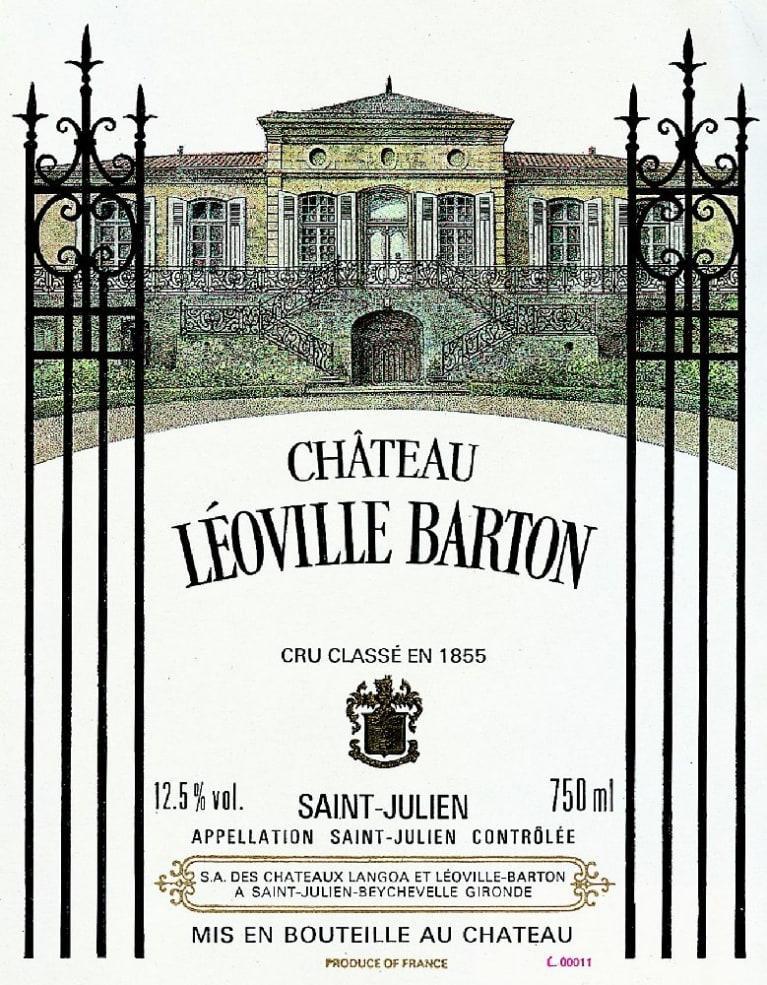 CHÂTEAU
LÉOVILLE BARTON
CRU CLASSÉ EN 1855
12.5% vol.
SAINT-JULIEN
750 ml
APPELLATION SAINT-JULIEN CONTRÔLÉE
S.A. DES CHATEAUX LANGOA ET LÉOVILLE-BARTON
A SAINT-JULIEN-BEYCHEVELLE GIRONDE
MIS EN BOUTEILLE AU CHATEAU
PRODUCE OF FRANCE
L 00011